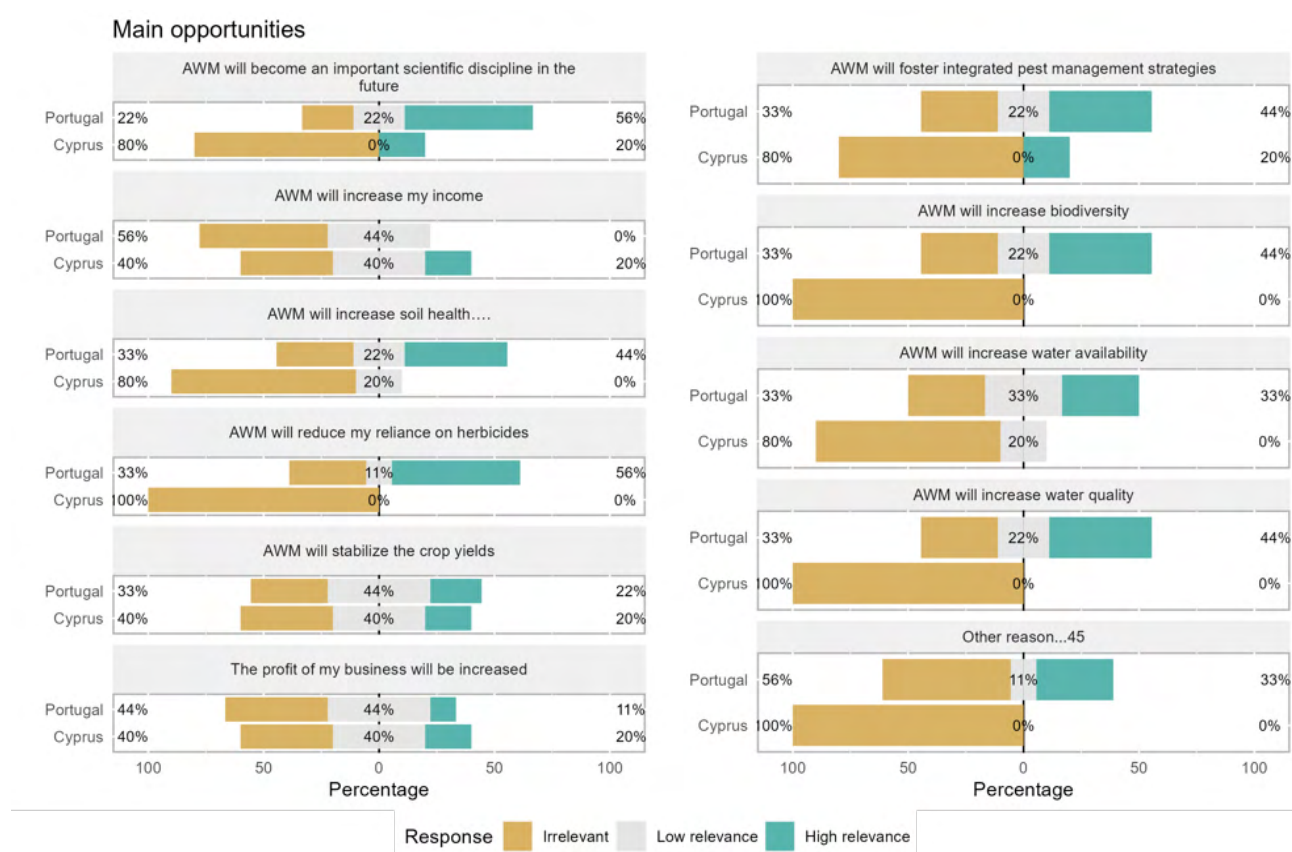 Main opportunities
AWM will become an important scientific discipline in the
future
Portugal 22% 22% 56%
Cyprus 80% 0% 20%
AWM will increase my income
Portugal 56% 44% 0%
Cyprus 40% 40% 20%
AWM will increase soil health....
Portugal 33% 22% 44%
Cyprus 80% 20% 0%
AWM will reduce my reliance on herbicides
Portugal 33% 11% 56%
Cyprus 100% 0% 0%
AWM will stabilize the crop yields
Portugal 33% 44% 22%
Cyprus 40% 40% 20%
The profit of my business will be increased
Portugal 44% 44% 11%
Cyprus 40% 40% 20%
100 50 0 50 100
Percentage
AWM will foster integrated pest management strategies
Portugal 33% 22% 44%
Cyprus 80% 0% 20%
AWM will increase biodiversity
Portugal 33% 22% 44%
Cyprus 100% 0% 0%
AWM will increase water availability
Portugal 33% 33% 33%
Cyprus 80% 20% 0%
AWM will increase water quality
Portugal 33% 22% 44%
Cyprus 100% 0% 0%
Other reason...45
Portugal 56% 11% 33%
Cyprus 100% 0% 0%
100 50 0 50 100
Percentage
Response Irrelevant Low relevance High relevance